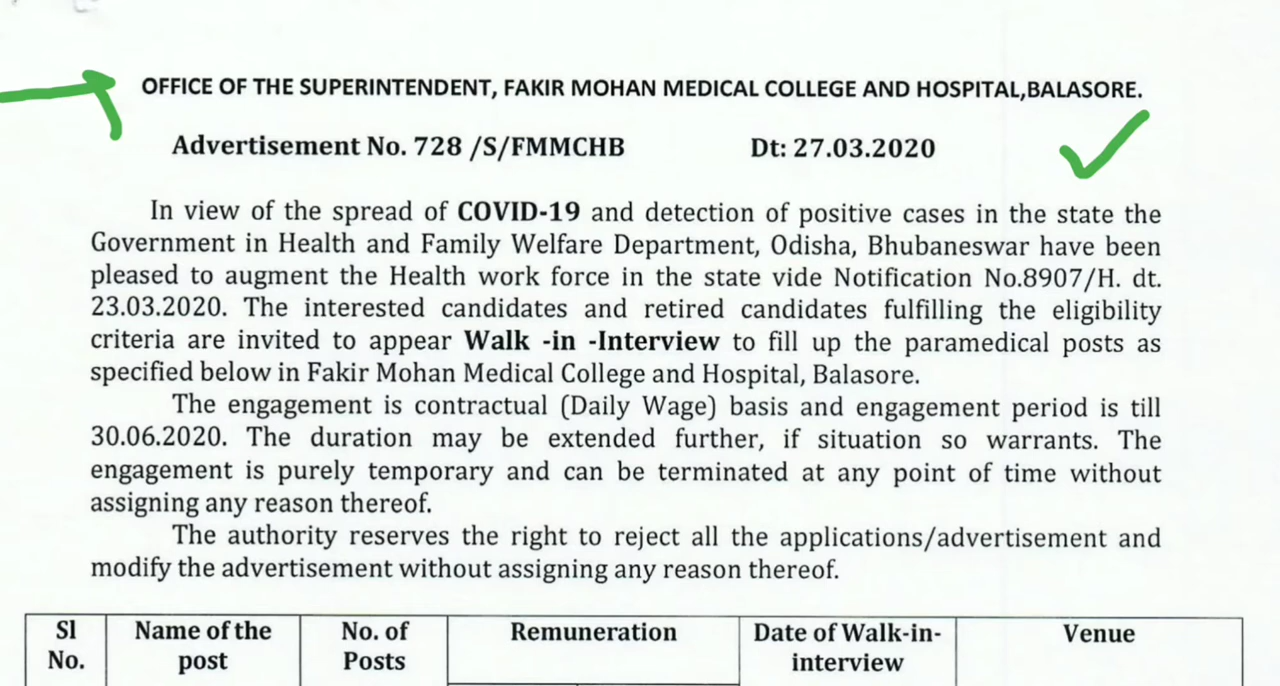 OFFICE OF THE SUPERINTENDENT, FAKIR MOHAN MEDICAL COLLEGE AND HOSPITAL,BALASORE.
Advertisement No. 728 /S/FMMCHB Dt: 27.03.2020
In view of the spread of COVID-19 and detection of positive cases in the state the
Government in Health and Family Welfare Department, Odisha, Bhubaneswar have been
pleased to augment the Health work force in the state vide Notification No.8907/H. dt.
23.03.2020. The interested candidates and retired candidates fulfilling the eligibility
criteria are invited to appear Walk -in -Interview to fill up the paramedical posts as
specified below in Fakir Mohan Medical College and Hospital, Balasore.
The engagement is contractual (Daily Wage) basis and engagement period is till
30.06.2020. The duration may be extended further, if situation so warrants. The
engagement is purely temporary and can be terminated at any point of time without
assigning any reason thereof.
The authority reserves the right to reject all the applications/advertisement and
modify the advertisement without assigning any reason thereof.
Sl Name of the No. of Remuneration Date of Walk-in- Venue
No. post Posts interview